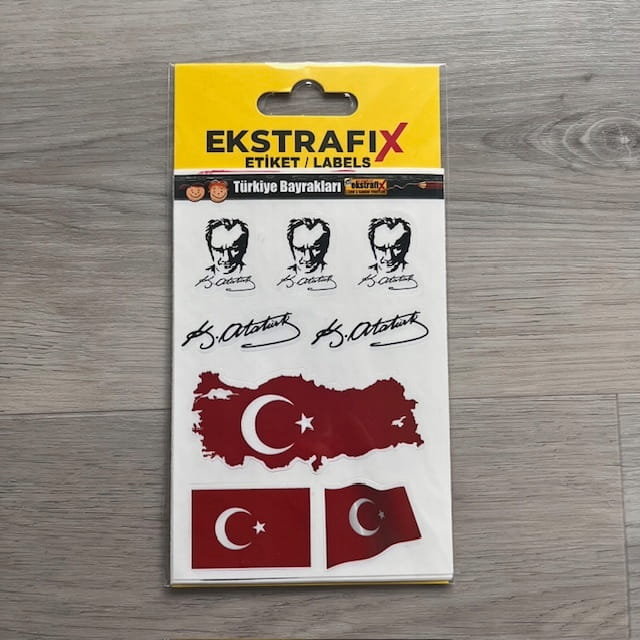 EKSTRAFIX
ETİKET / LABELS
Türkiye Bayrakları ekstrafix
K. Atatürk K. Atatürk K. Atatürk
K. Atatürk K. Atatürk